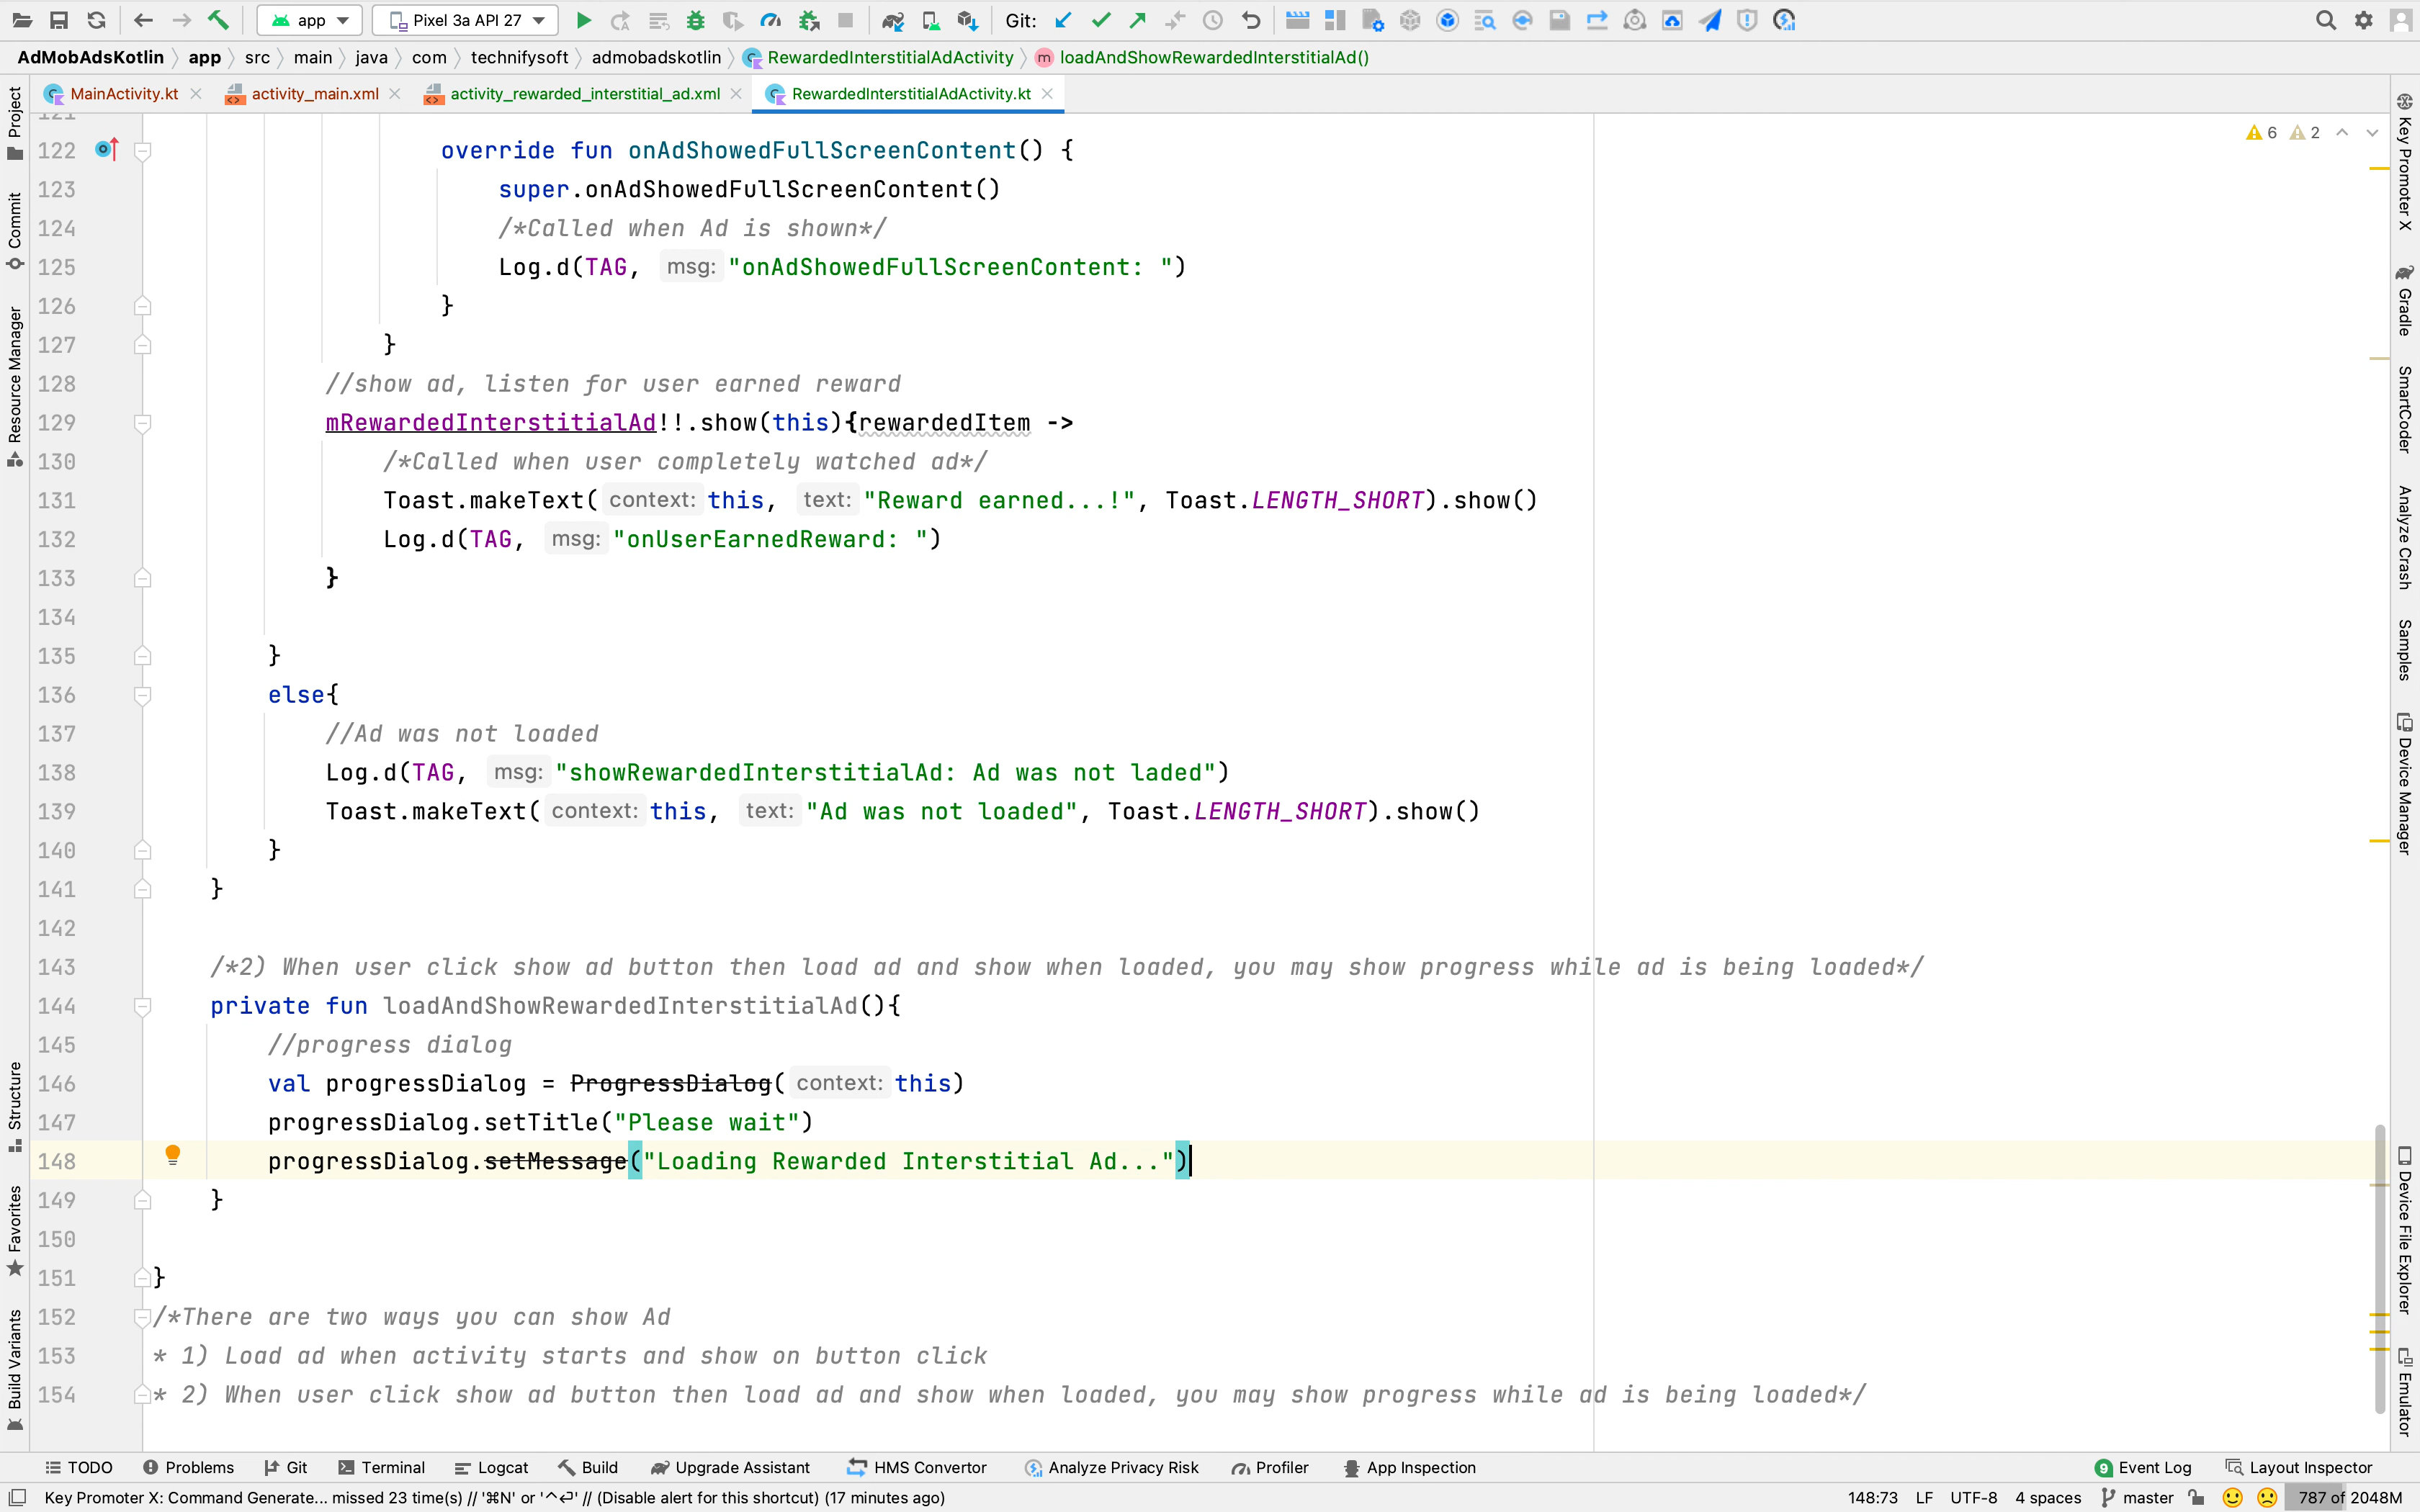 app
Pixel 3a API 27
Git:
AdMobAdsKotlin
app
src
main
java
com
technifysoft
admobadskotlin
RewardedInterstitialAdActivity
loadAndShowRewardedInterstitialAd()
MainActivity.kt
activity_main.xml
activity_rewarded_interstitial_ad.xml
RewardedInterstitialAdActivity.kt
6
2
121
122 override fun onAdShowedFullScreenContent() {
123 super.onAdShowedFullScreenContent()
124 /*Called when Ad is shown*/
125 Log.d(TAG, msg: "onAdShowedFullScreenContent: ")
126 }
127 }
128 //show ad, listen for user earned reward
129 mRewardedInterstitialAd!!.show(this){rewardedItem ->
130 /*Called when user completely watched ad*/
131 Toast.makeText( context: this, text: "Reward earned...!", Toast.LENGTH_SHORT).show()
132 Log.d(TAG, msg: "onUserEarnedReward: ")
133 }
134
135 }
136 else{
137 //Ad was not loaded
138 Log.d(TAG, msg: "showRewardedInterstitialAd: Ad was not laded")
139 Toast.makeText( context: this, text: "Ad was not loaded", Toast.LENGTH_SHORT).show()
140 }
141 }
142
143 /*2) When user click show ad button then load ad and show when loaded, you may show progress while ad is being loaded*/
144 private fun loadAndShowRewardedInterstitialAd(){
145 //progress dialog
146 val progressDialog = ProgressDialog( context: this)
147 progressDialog.setTitle("Please wait")
148 progressDialog.setMessage("Loading Rewarded Interstitial Ad...")
149 }
150
151 }
152 /*There are two ways you can show Ad
153 * 1) Load ad when activity starts and show on button click
154 * 2) When user click show ad button then load ad and show when loaded, you may show progress while ad is being loaded*/
Project
Commit
Resource Manager
Structure
Favorites
Build Variants
Key Promoter X
Gradle
SmartCoder
Analyze Crash
Samples
Device Manager
Device File Explorer
Emulator
TODO
Problems
Git
Terminal
Logcat
Build
Upgrade Assistant
HMS Convertor
Analyze Privacy Risk
Profiler
App Inspection
9 Event Log
Layout Inspector
Key Promoter X: Command Generate... missed 23 time(s) // '⌘N' or '^⏎' // (Disable alert for this shortcut) (17 minutes ago)
148:73
LF
UTF-8
4 spaces
master
787 of 2048M